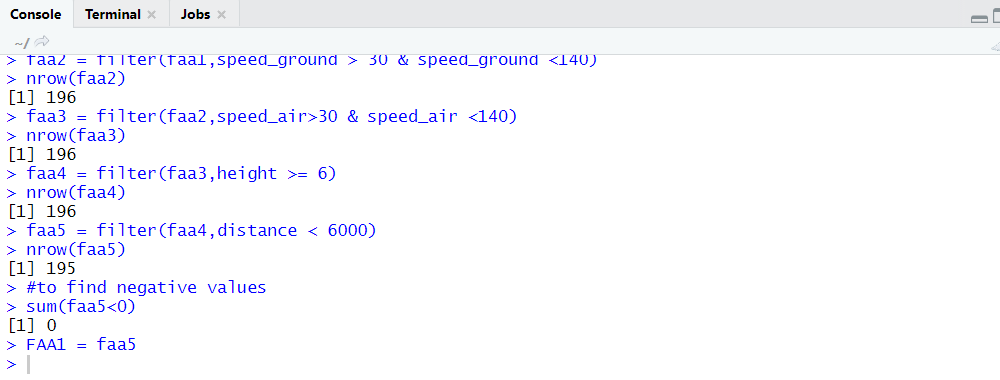 Console Terminal Jobs
~/
> faa2 = filter(faa1,speed_ground > 30 & speed_ground <140)
> nrow(faa2)
[1] 196
> faa3 = filter(faa2,speed_air>30 & speed_air <140)
> nrow(faa3)
[1] 196
> faa4 = filter(faa3,height >= 6)
> nrow(faa4)
[1] 196
> faa5 = filter(faa4,distance < 6000)
> nrow(faa5)
[1] 195
> #to find negative values
> sum(faa5<0)
[1] 0
> FAA1 = faa5
>